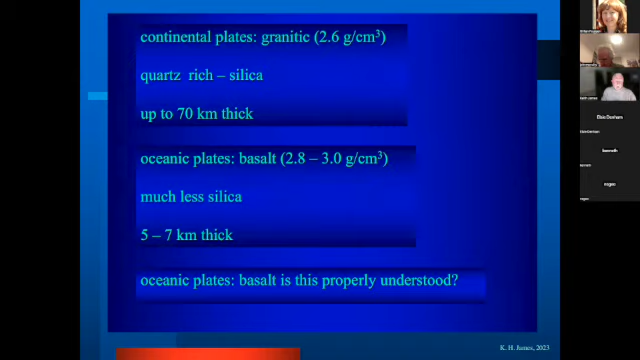 continental plates: granitic (2.6 g/cm³)
quartz rich – silica
up to 70 km thick
oceanic plates: basalt (2.8 – 3.0 g/cm³)
much less silica
5 – 7 km thick
oceanic plates: basalt is this properly understood?
K. H. James, 2023
Elsie Denham